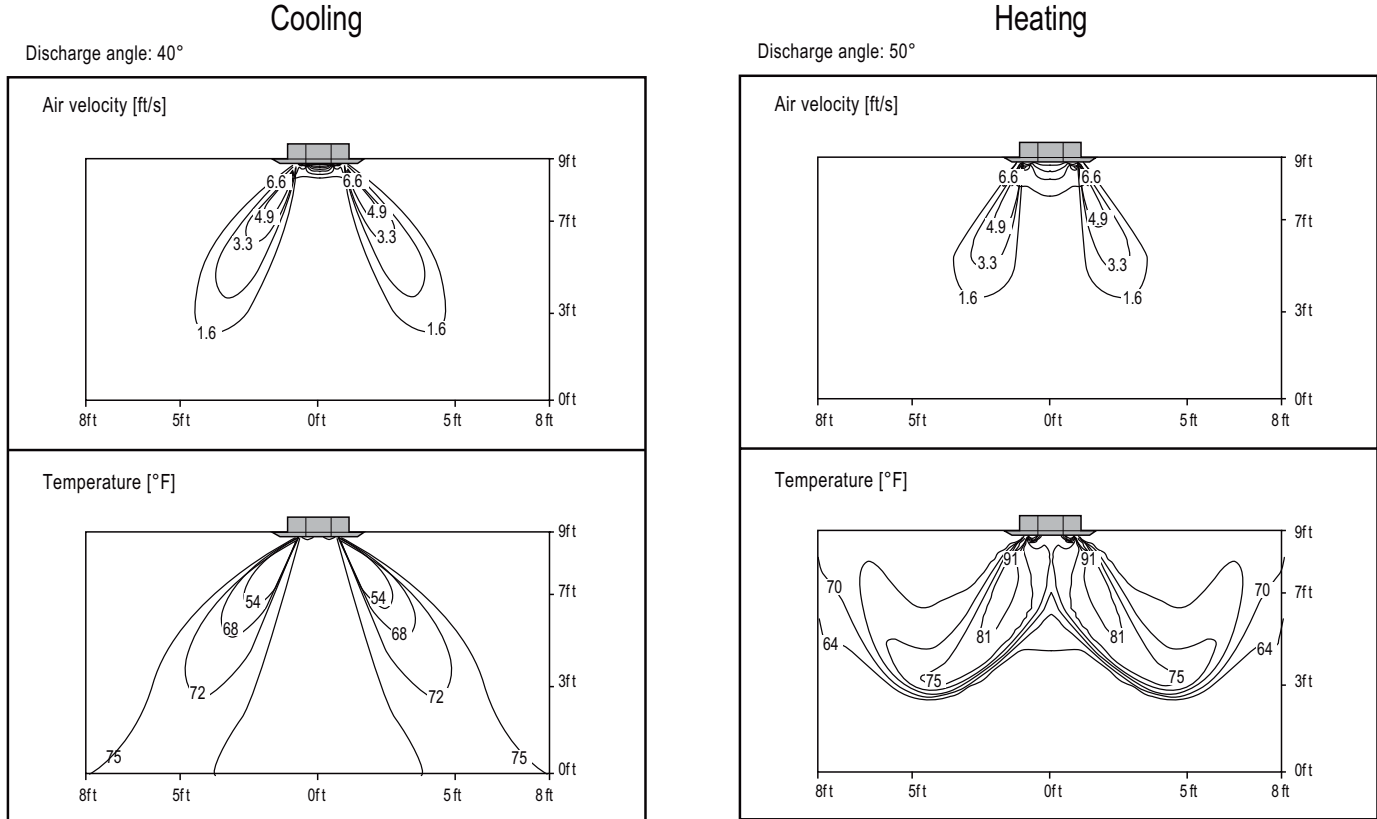 Cooling
Discharge angle: 40°
Air velocity [ft/s]
6.6
6.6
4.9
4.9
3.3
3.3
1.6
1.6
9ft
7ft
3ft
0ft
8ft
5ft
0ft
5ft
8ft
Temperature [°F]
54
54
68
68
72
72
75
75
9ft
7ft
3ft
0ft
8ft
5ft
0ft
5ft
8ft
Heating
Discharge angle: 50°
Air velocity [ft/s]
6.6
6.6
4.9
4.9
3.3
3.3
1.6
1.6
9ft
7ft
3ft
0ft
8ft
5ft
0ft
5ft
8ft
Temperature [°F]
91
91
70
70
81
81
64
64
75
75
9ft
7ft
3ft
0ft
8ft
5ft
0ft
5ft
8ft